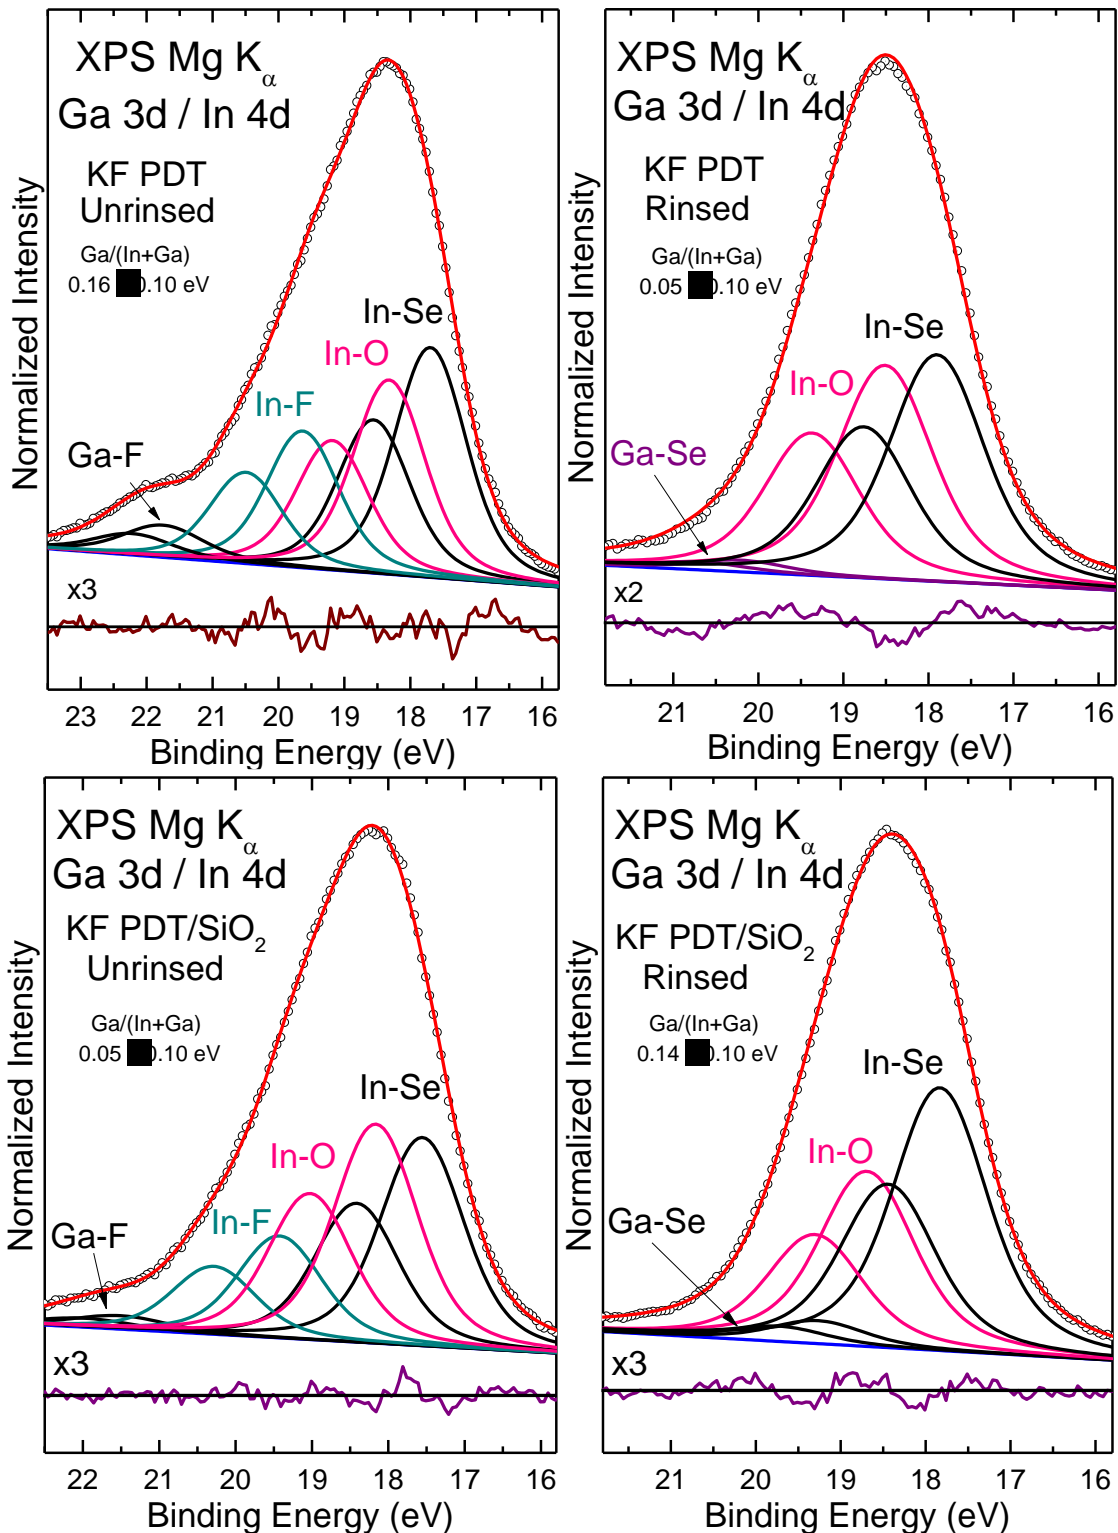 XPS Mg Kα
Ga 3d / In 4d
KF PDT
Unrinsed
Ga/(In+Ga)
0.16 0.10 eV
In-Se
In-O
In-F
Ga-F
x3
23 22 21 20 19 18 17 16
Binding Energy (eV)
Normalized Intensity
XPS Mg Kα
Ga 3d / In 4d
KF PDT
Rinsed
Ga/(In+Ga)
0.05 0.10 eV
In-Se
In-O
Ga-Se
x2
21 20 19 18 17 16
Binding Energy (eV)
Normalized Intensity
XPS Mg Kα
Ga 3d / In 4d
KF PDT/SiO₂
Unrinsed
Ga/(In+Ga)
0.05 0.10 eV
In-Se
In-O
In-F
Ga-F
x3
22 21 20 19 18 17 16
Binding Energy (eV)
Normalized Intensity
XPS Mg Kα
Ga 3d / In 4d
KF PDT/SiO₂
Rinsed
Ga/(In+Ga)
0.14 0.10 eV
In-Se
In-O
Ga-Se
x3
21 20 19 18 17 16
Binding Energy (eV)
Normalized Intensity